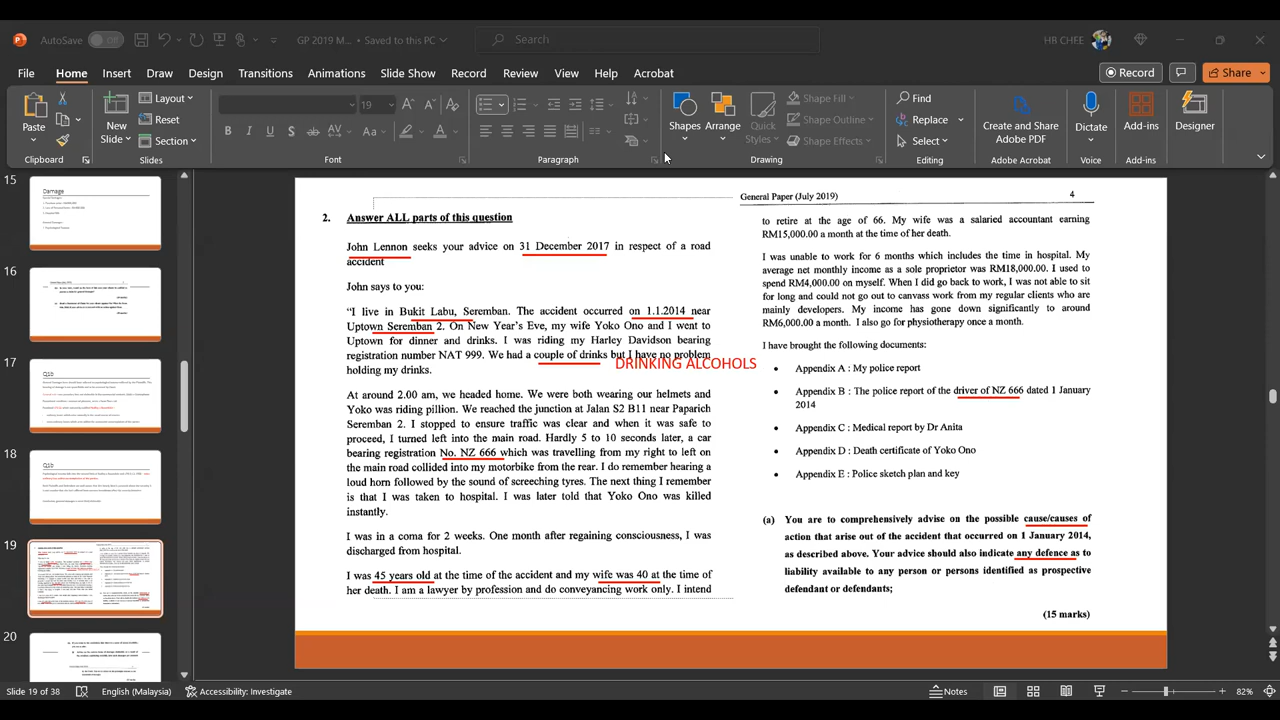 AutoSave
Off
GP 2019 M... • Saved to this PC
Search
HB CHEE
File
Home
Insert
Draw
Design
Transitions
Animations
Slide Show
Record
Review
View
Help
Acrobat
Record
Share
Paste
New
Slide
Layout
Reset
Section
19
B I U S ab AV Aa A
Shapes
Arrange
Quick
Styles
Shape Fill
Shape Outline
Shape Effects
Find
Replace
Select
Create and Share
Adobe PDF
Dictate
Add-ins
Designer
Clipboard
Slides
Font
Paragraph
Drawing
Editing
Adobe Acrobat
Voice
Add-ins
15
Damage
16
17
Q1b
18
Q1b
19
20
2. Answer ALL parts of this question
John Lennon seeks your advice on 31 December 2017 in respect of a road
accident
John says to you:
"I live in Bukit Labu, Seremban. The accident occurred on 1.1.2014 near
Uptown Seremban 2. On New Year's Eve, my wife Yoko Ono and I went to
Uptown for dinner and drinks. I was riding my Harley Davidson bearing
registration number NAT 999. We had a couple of drinks but I have no problem
holding my drinks.
DRINKING ALCOHOLS
At around 2.00 am, we headed home. We were both wearing our helmets and
Yoko was riding pillion. We reached the junction at Jalan S2 B11 near Paparich
Seremban 2. I stopped to ensure traffic was clear and when it was safe to
proceed, I turned left into the main road. Hardly 5 to 10 seconds later, a car
bearing registration No. NZ 666 which was travelling from my right to left on
the main road collided into my motorbike from the rear. I do remember hearing a
loud horn followed by the sound of screeching tyres. The next thing I remember
is that I was taken to hospital. I was later told that Yoko Ono was killed
instantly.
I was in a coma for 2 weeks. One month after regaining consciousness, I was
discharged from hospital.
I was 45 years old at the time of the accident and my wife was 40 at the time of
her death. I am a lawyer by profession and do conveyancing work only. I intend
General Paper (July 2019)
4
to retire at the age of 66. My wife was a salaried accountant earning
RM15,000.00 a month at the time of her death.
I was unable to work for 6 months which includes the time in hospital. My
average net monthly income as a sole proprietor was RM18,000.00. I used to
spend RM4,000.00 on myself. When I did go back to work, I was not able to sit
for long and could not go out to canvass work from my regular clients who are
mainly developers. My income has gone down significantly to around
RM6,000.00 a month. I also go for physiotherapy once a month.
I have brought the following documents:
• Appendix A : My police report
• Appendix B : The police report of the driver of NZ 666 dated 1 January
2014
• Appendix C : Medical report by Dr Anita
• Appendix D : Death certificate of Yoko Ono
• Appendix E : Police sketch plan and key
(a) You are to comprehensively advise on the possible cause/causes of
action that arise out of the accident that occurred on 1 January 2014,
as described above. Your advice should also indicate any defence as to
liability available to any person or persons identified as prospective
defendant or defendants;
(15 marks)
Slide 19 of 38
English (Malaysia)
Accessibility: Investigate
Notes
82%